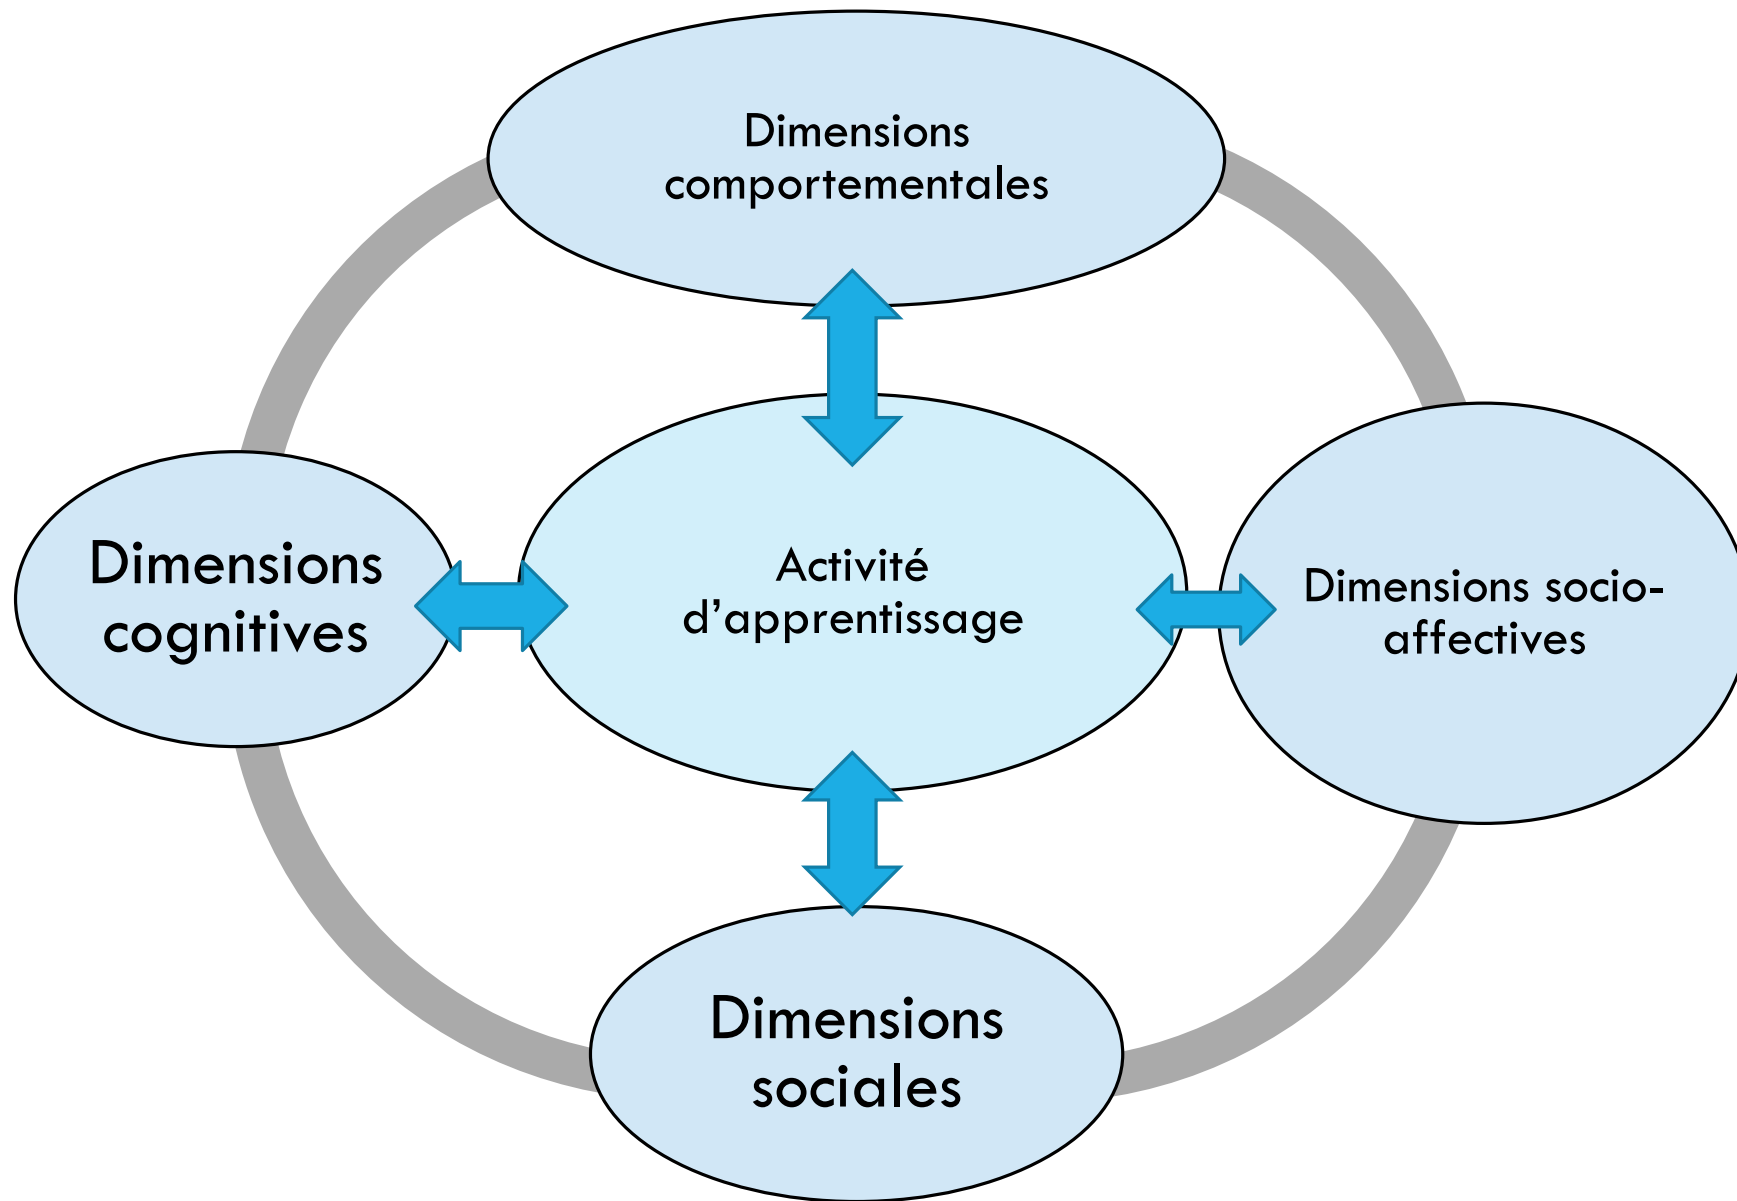 Dimensions
comportementales
Dimensions
cognitives
Activité
d’apprentissage
Dimensions socio-
affectives
Dimensions
sociales